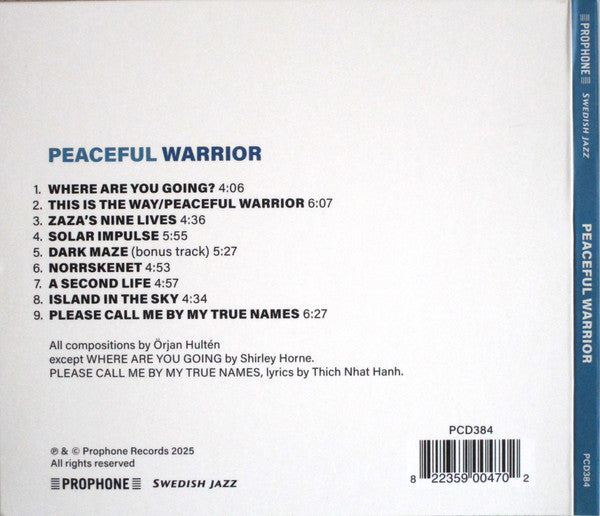 PEACEFUL WARRIOR
1. WHERE ARE YOU GOING? 4:06
2. THIS IS THE WAY/PEACEFUL WARRIOR 6:07
3. ZAZA'S NINE LIVES 4:36
4. SOLAR IMPULSE 5:55
5. DARK MAZE (bonus track) 5:27
6. NORRSKENET 4:53
7. A SECOND LIFE 4:57
8. ISLAND IN THE SKY 4:34
9. PLEASE CALL ME BY MY TRUE NAMES 6:27
All compositions by Örjan Hultén
except WHERE ARE YOU GOING by Shirley Horne.
PLEASE CALL ME BY MY TRUE NAMES, lyrics by Thich Nhat Hanh.
℗ & © Prophone Records 2025
All rights reserved
PROPHONE SWEDISH JAZZ
PCD384
8 22359 00470 2
PROPHONE SWEDISH JAZZ
PEACEFUL WARRIOR
PCD384